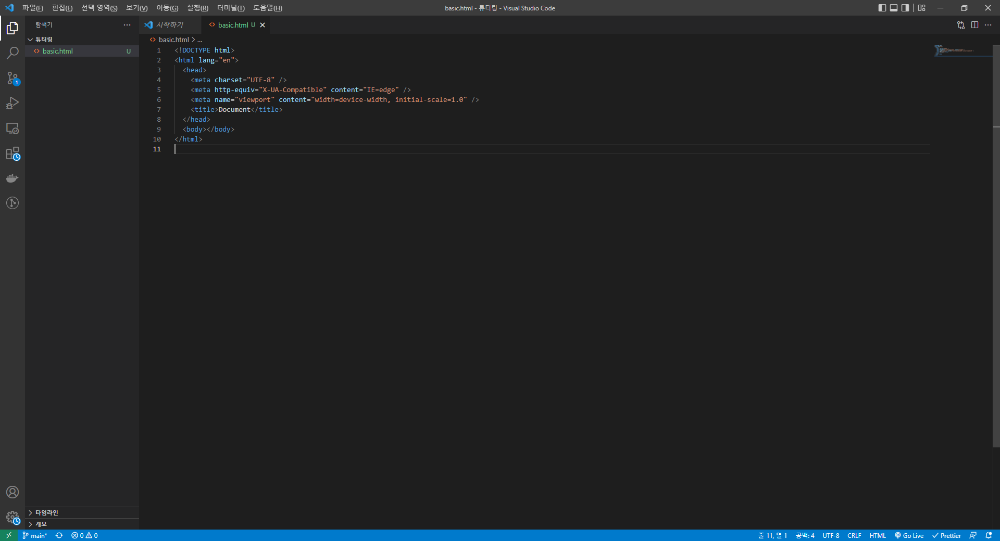 파일(F) 편집(E) 선택 영역(S) 보기(V) 이동(G) 실행(R) 터미널(T) 도움말(H) basic.html - 튜터링 - Visual Studio Code
탐색기
튜터링
basic.html U
시작하기 basic.html U
basic.html > ...
1 <!DOCTYPE html>
2 <html lang="en">
3 <head>
4 <meta charset="UTF-8" />
5 <meta http-equiv="X-UA-Compatible" content="IE=edge" />
6 <meta name="viewport" content="width=device-width, initial-scale=1.0" />
7 <title>Document</title>
8 </head>
9 <body></body>
10 </html>
11
1
타임라인
개요
main* 0 0 줄 11, 열 1 공백: 4 UTF-8 CRLF HTML Go Live Prettier